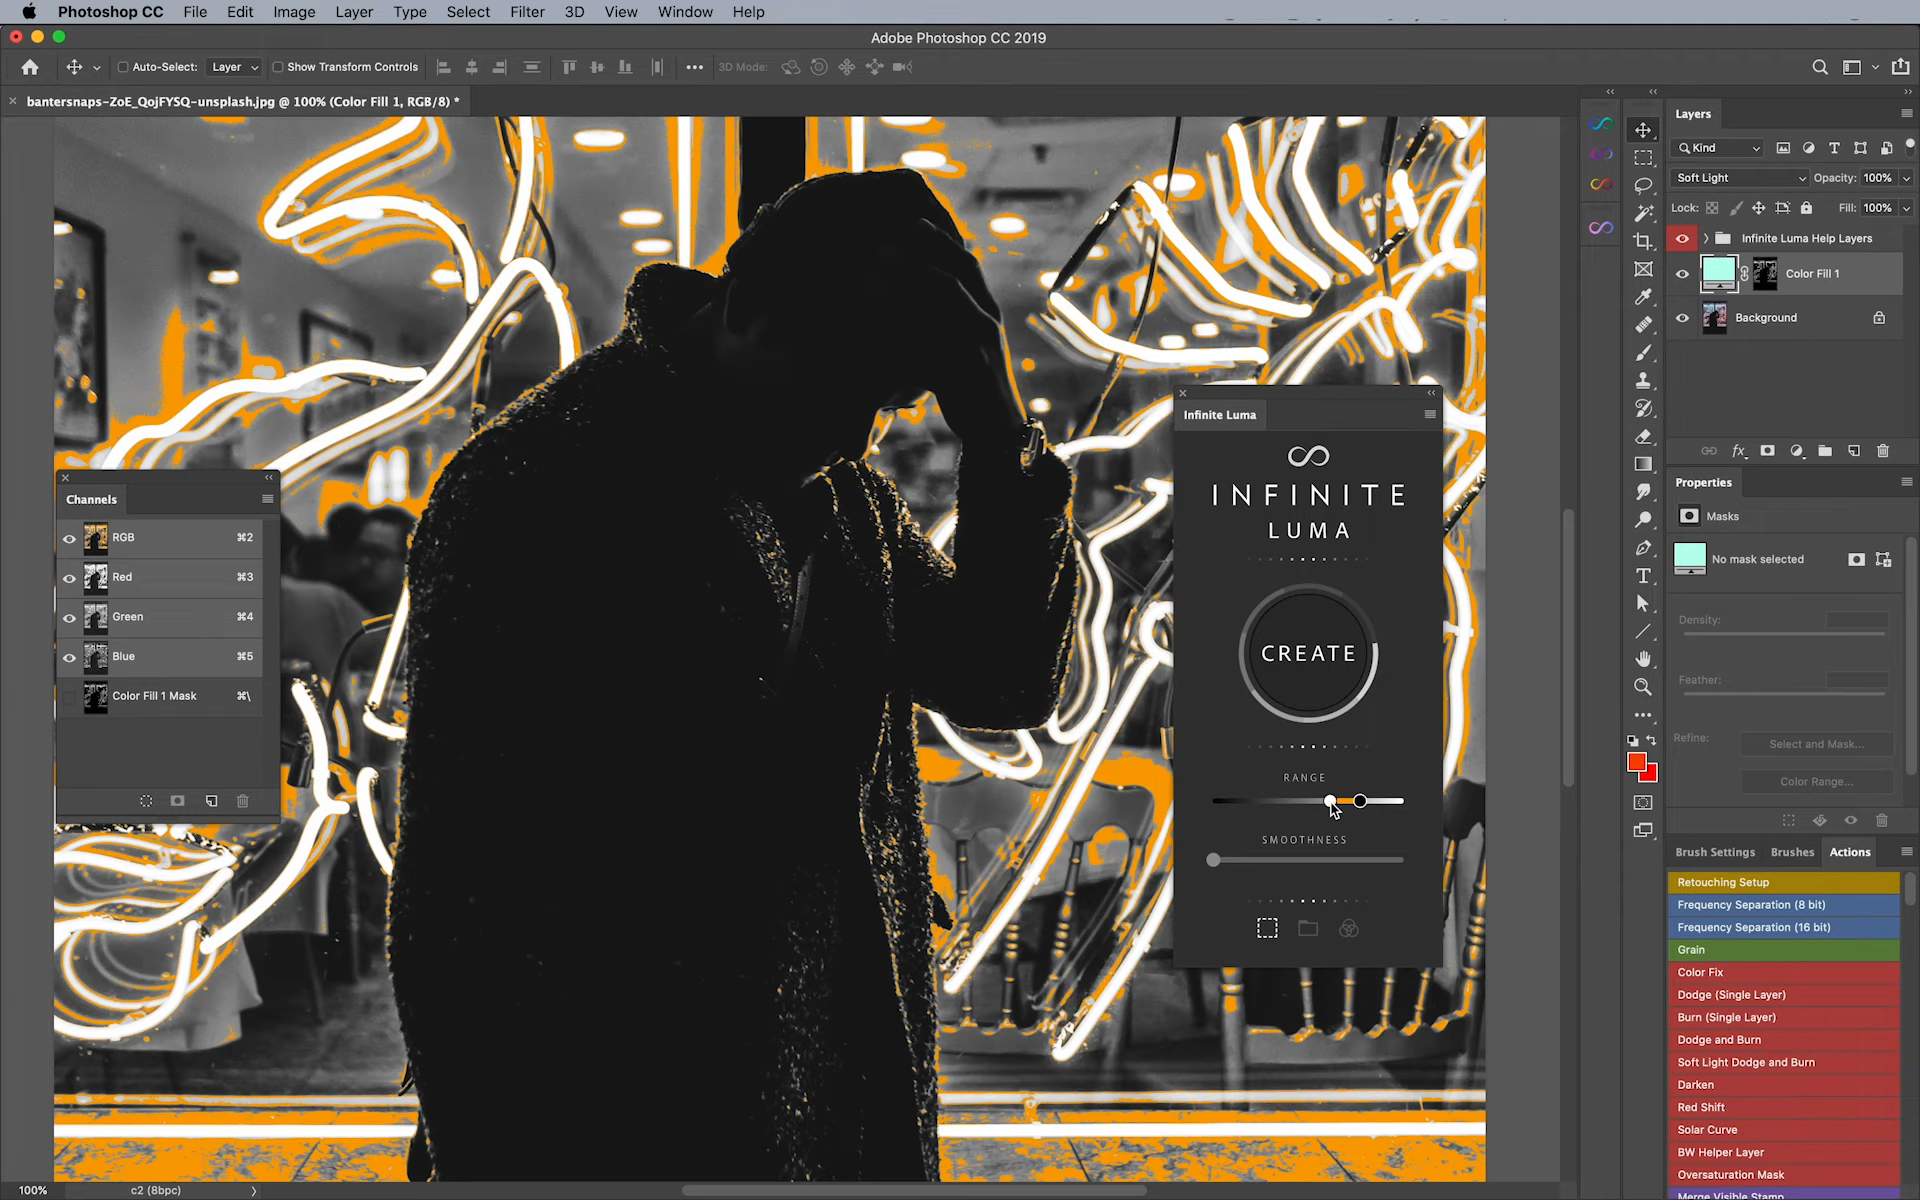 Photoshop CC File Edit Image Layer Type Select Filter 3D View Window Help
Adobe Photoshop CC 2019
Auto-Select: Layer Show Transform Controls ••• 3D Mode:
bantersnaps-ZoE_QojFYSQ-unsplash.jpg @ 100% (Color Fill 1, RGB/8) *
Layers
Kind
Soft Light Opacity: 100%
Lock: Fill: 100%
Infinite Luma Help Layers
Color Fill 1
Background
fx
Channels
RGB ⌘2
Red ⌘3
Green ⌘4
Blue ⌘5
Color Fill 1 Mask ⌘\
Infinite Luma
INFINITE
LUMA
CREATE
RANGE
SMOOTHNESS
Properties
Masks
No mask selected
Density:
Feather:
Refine: Select and Mask...
Color Range...
Brush Settings Brushes Actions
Retouching Setup
Frequency Separation (8 bit)
Frequency Separation (16 bit)
Grain
Color Fix
Dodge (Single Layer)
Burn (Single Layer)
Dodge and Burn
Soft Light Dodge and Burn
Darken
Red Shift
Solar Curve
BW Helper Layer
Oversaturation Mask
Merge Visible Stamp
100% c2 (8bpc)